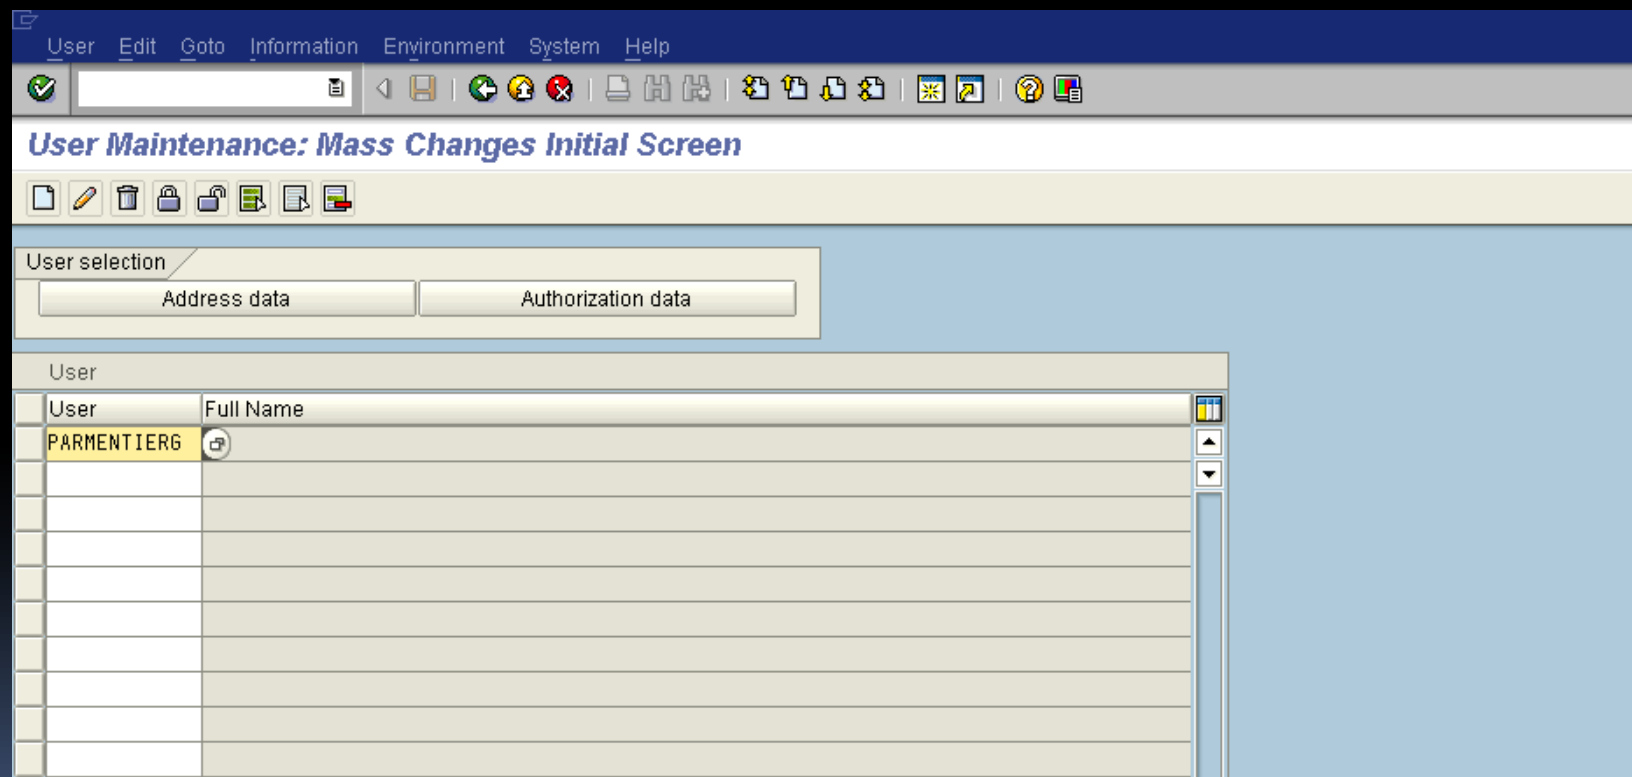 User Edit Goto Information Environment System Help
User Maintenance: Mass Changes Initial Screen
User selection
Address data Authorization data
User
User Full Name
PARMENTIERG